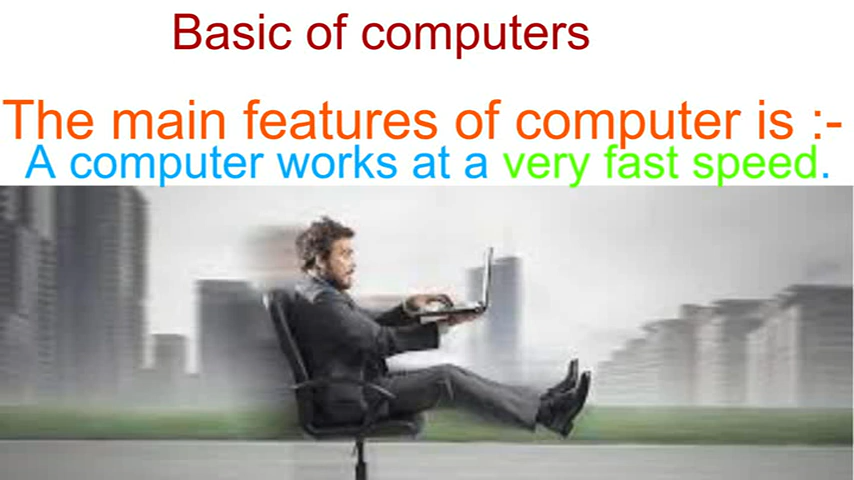 Basic of computers
The main features of computer is :-
A computer works at a very fast speed.